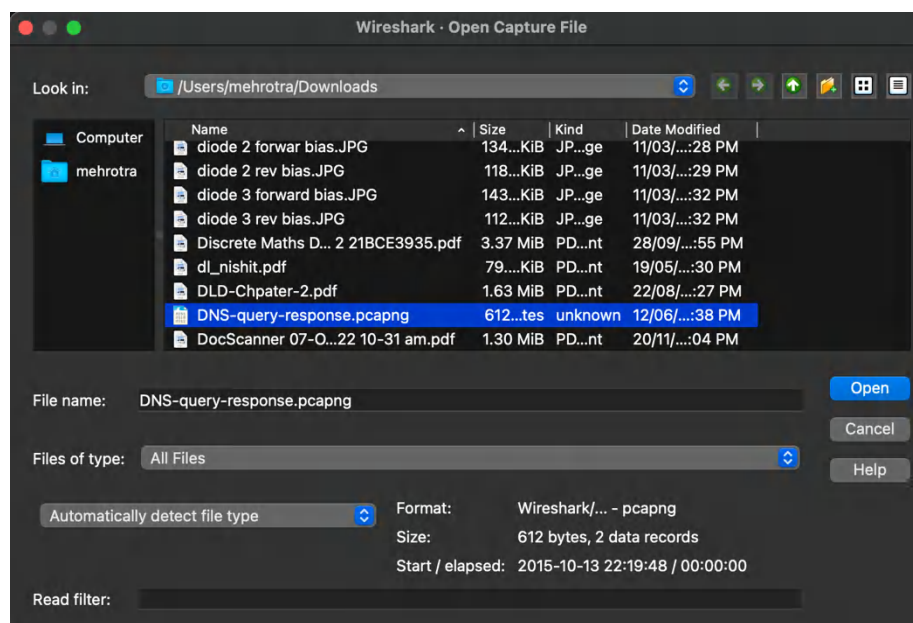 Wireshark · Open Capture File
Look in: /Users/mehrotra/Downloads
Computer
mehrotra
Name Size Kind Date Modified
diode 2 forwar bias.JPG 134...KiB JP...ge 11/03/...:28 PM
diode 2 rev bias.JPG 118...KiB JP...ge 11/03/...:29 PM
diode 3 forward bias.JPG 143...KiB JP...ge 11/03/...:32 PM
diode 3 rev bias.JPG 112...KiB JP...ge 11/03/...:32 PM
Discrete Maths D... 2 21BCE3935.pdf 3.37 MiB PD...nt 28/09/...:55 PM
dl_nishit.pdf 79....KiB PD...nt 19/05/...:30 PM
DLD-Chpater-2.pdf 1.63 MiB PD...nt 22/08/...:27 PM
DNS-query-response.pcapng 612...tes unknown 12/06/...:38 PM
DocScanner 07-O...22 10-31 am.pdf 1.30 MiB PD...nt 20/11/...:04 PM
File name: DNS-query-response.pcapng
Open
Cancel
Files of type: All Files
Help
Automatically detect file type
Format: Wireshark/... - pcapng
Size: 612 bytes, 2 data records
Start / elapsed: 2015-10-13 22:19:48 / 00:00:00
Read filter: